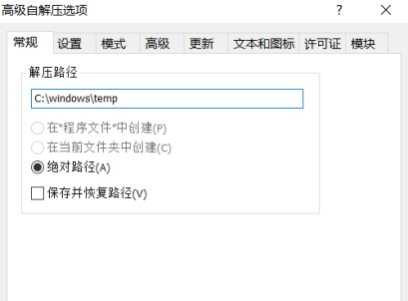 高级自解压选项 ?
常规 设置 模式 高级 更新 文本和图标 许可证 模块
解压路径
C:\windows\temp
在“程序文件”中创建(P)
在当前文件夹中创建(C)
绝对路径(A)
保存并恢复路径(V)